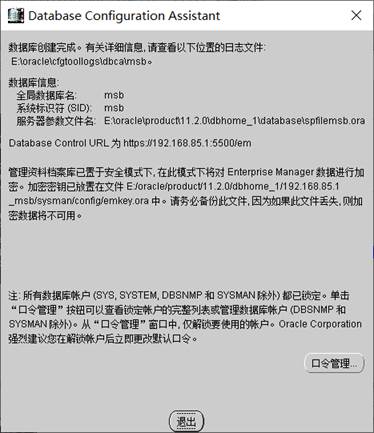 Database Configuration Assistant
数据库创建完成。有关详细信息, 请查看以下位置的日志文件:
E:\oracle\cfgtoollogs\dbca\msb。
数据库信息:
全局数据库名: msb
系统标识符 (SID): msb
服务器参数文件名: E:\oracle\product\11.2.0\dbhome_1\database\spfilemsb.ora
Database Control URL 为 https://192.168.85.1:5500/em
管理资料档案库已置于安全模式下, 在此模式下将对 Enterprise Manager 数据进行加
密。加密密钥已放置在文件 E:/oracle/product/11.2.0/dbhome_1/192.168.85.1
_msb/sysman/config/emkey.ora 中。请务必备份此文件, 因为如果此文件丢失, 则加
密数据将不可用。
注: 所有数据库帐户 (SYS, SYSTEM, DBSNMP 和 SYSMAN 除外) 都已锁定。单击
“口令管理”按钮可以查看锁定帐户的完整列表或管理数据库帐户 (DBSNMP 和
SYSMAN 除外)。从“口令管理”窗口中, 仅解锁要使用的帐户。Oracle Corporation
强烈建议您在解锁帐户后立即更改默认口令。
口令管理...
退出